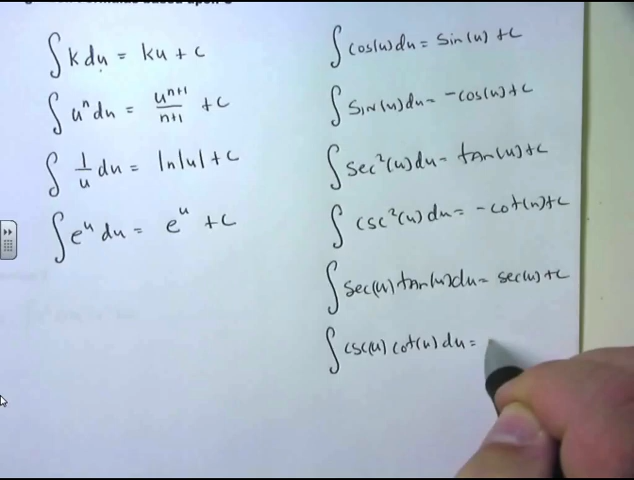 ∫ k du = ku + c
∫ uⁿ du = uⁿ⁺¹/n+1 + c
∫ 1/u du = ln|u| + c
∫ eᵘ du = eᵘ + c
∫ cos(u) du = sin(u) + c
∫ sin(u) du = -cos(u) + c
∫ sec²(u) du = tan(u) + c
∫ csc²(u) du = -cot(u) + c
∫ sec(u) tan(u) du = sec(u) + c
∫ csc(u) cot(u) du =